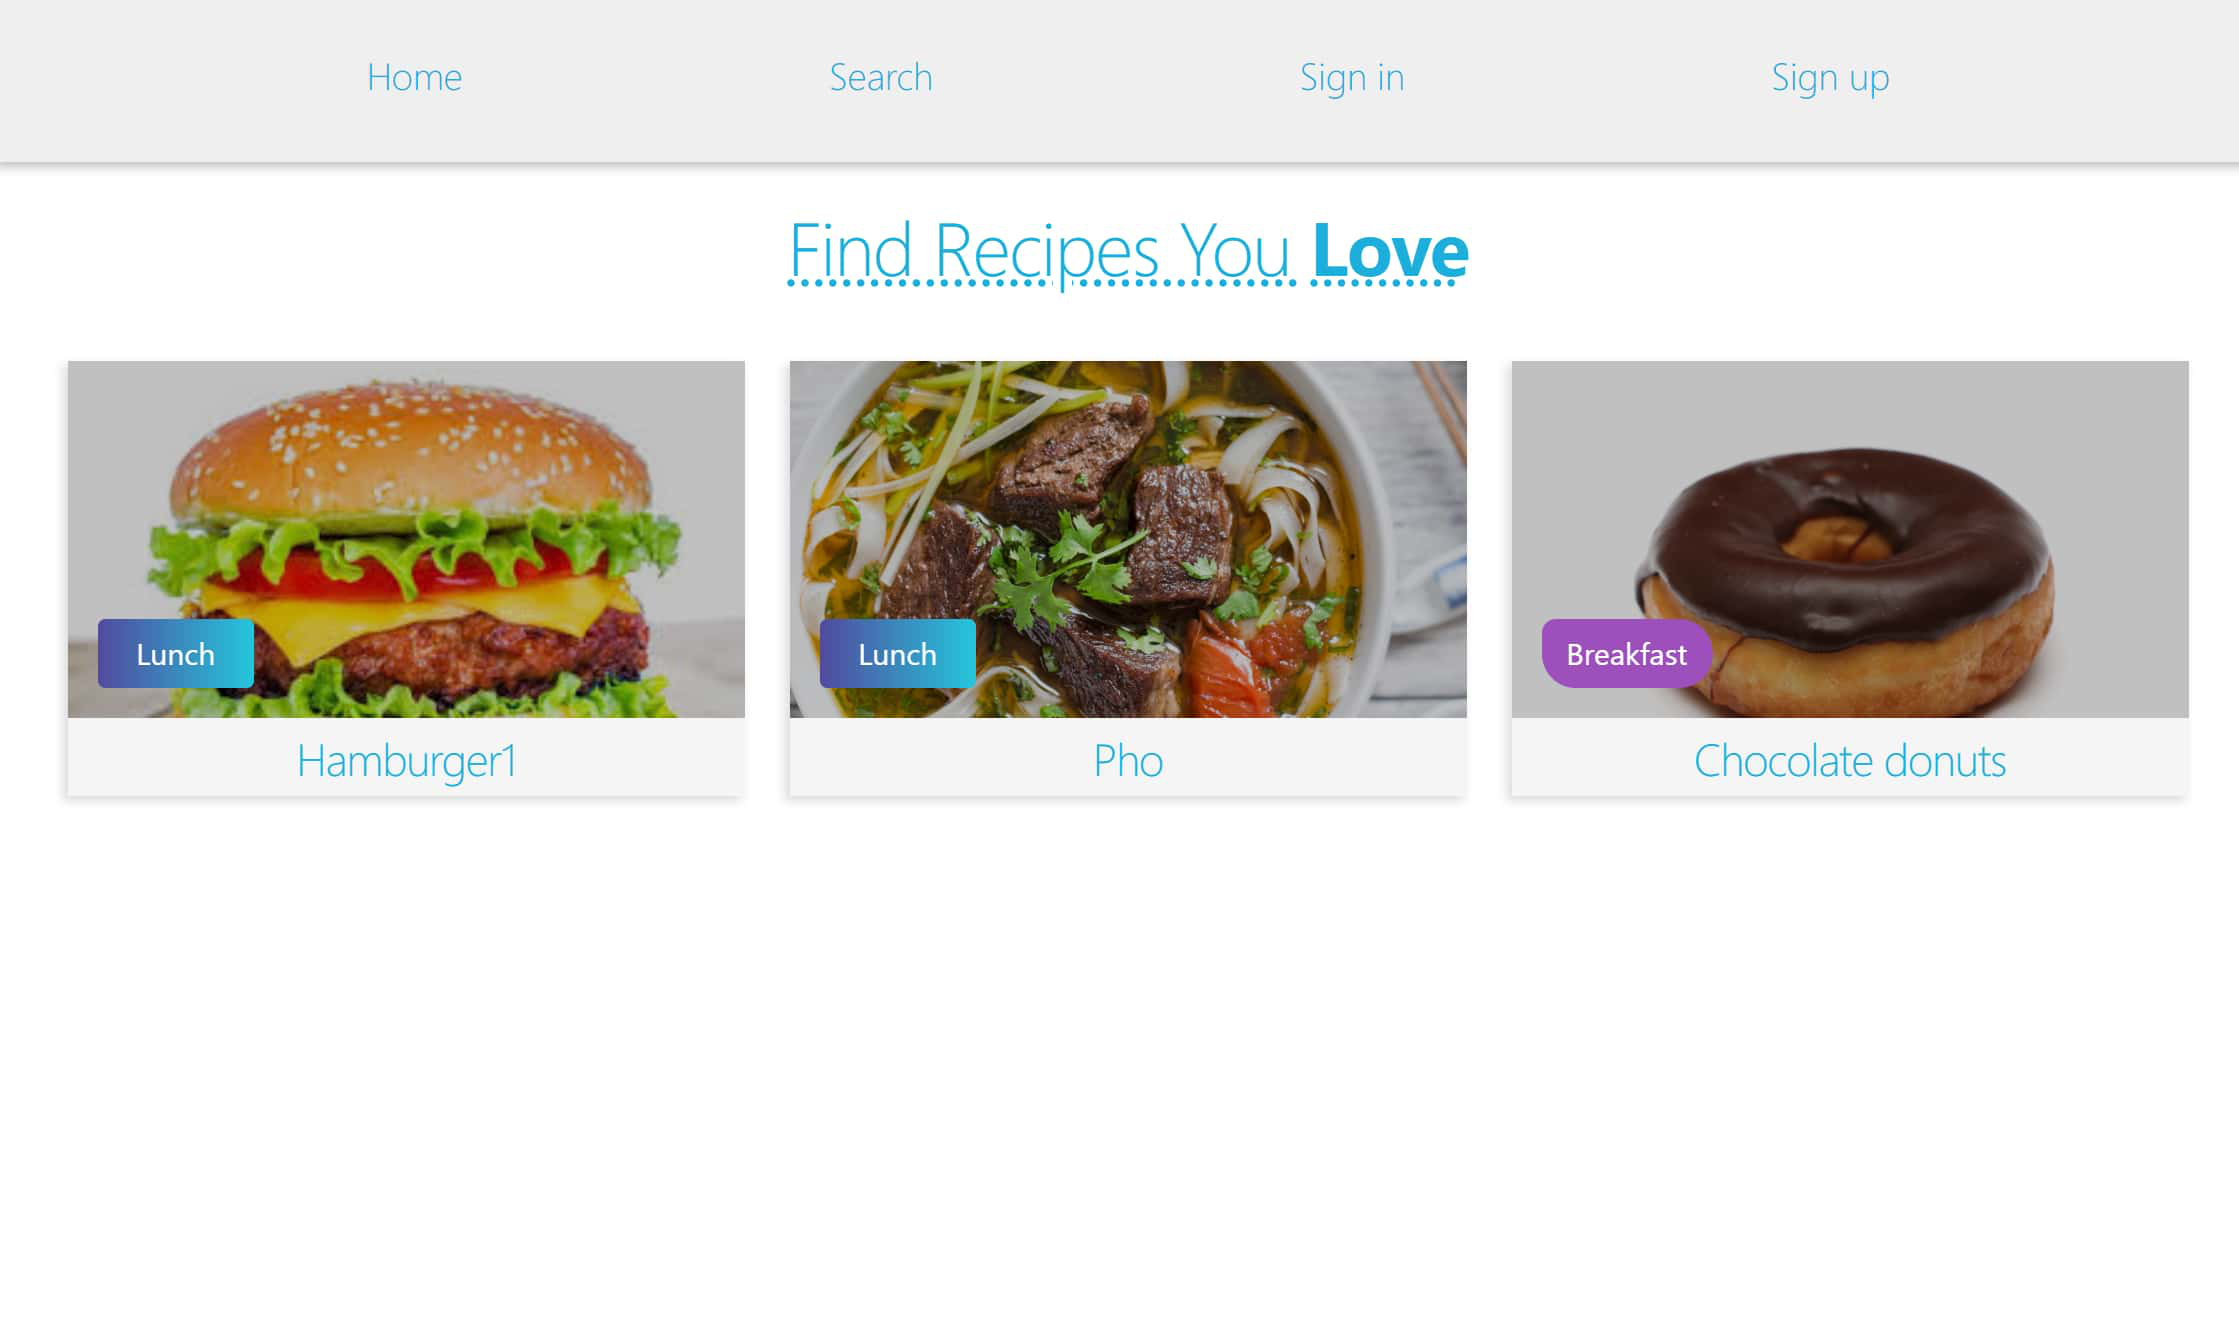 Home Search Sign in Sign up
Find Recipes You Love
Lunch Lunch Breakfast
Hamburger1 Pho Chocolate donuts